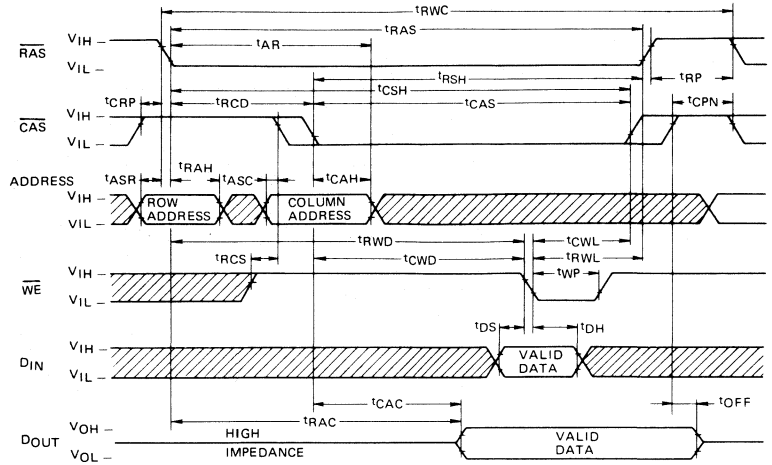 tRWC
tRAS
tAR
RAS
VIH
VIL
tRSH
tRP
tCSH
tCRP
tRCD
tCAS
tCPN
CAS
VIH
VIL
tRAH
tASR
tASC
tCAH
ADDRESS
VIH
VIL
ROW ADDRESS
COLUMN ADDRESS
tRWD
tCWL
tRCS
tCWD
tRWL
WE
VIH
VIL
tWP
tDS
tDH
DIN
VIH
VIL
VALID DATA
tCAC
tOFF
tRAC
DOUT
VOH
VOL
HIGH
IMPEDANCE
VALID DATA